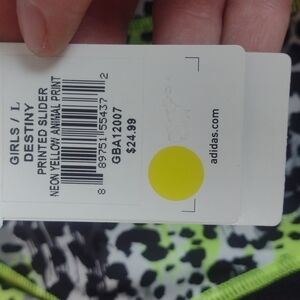 GIRLS / L
DESTINY
PRINTED SLIDER
NEON YELLOW ANIMAL PRINT
8 89751 55437 2
GBA12007
$24.99
adidas.com